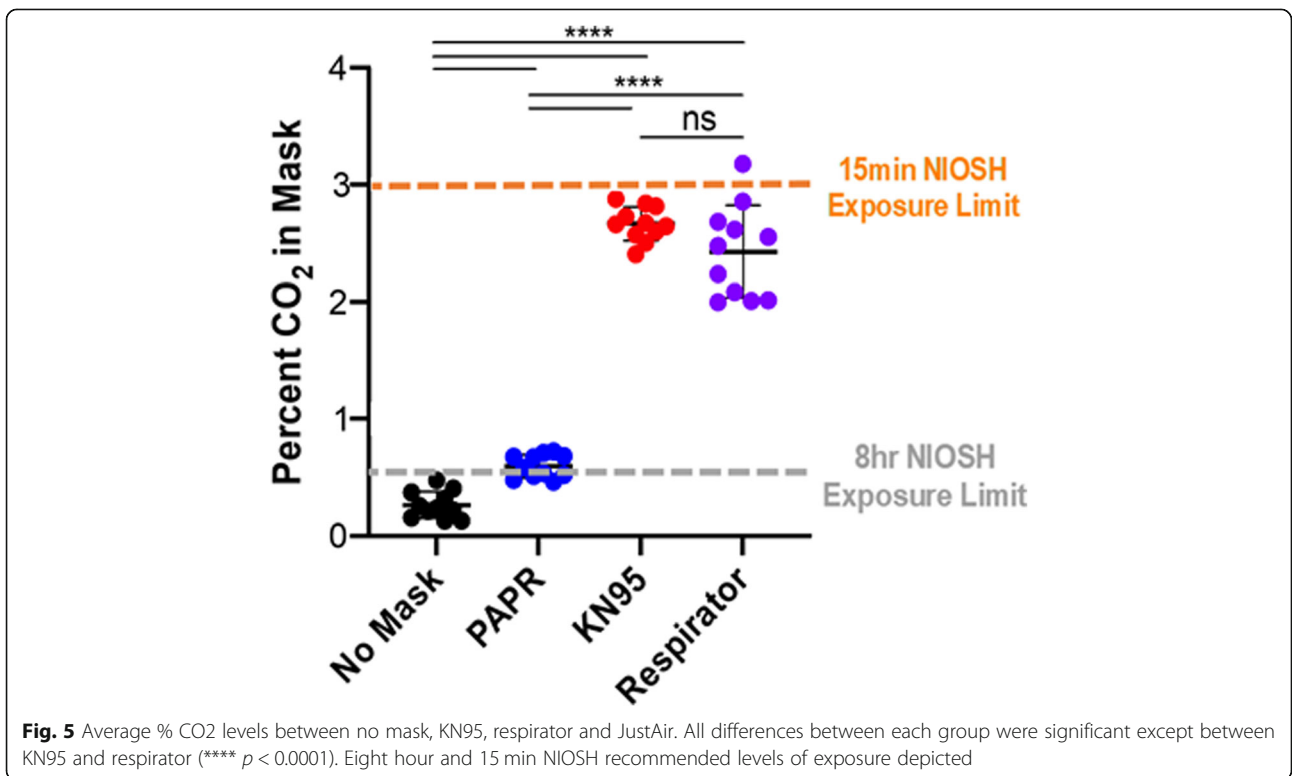 ****
4
****
ns
3
15min NIOSH
Exposure Limit
Percent CO2 in Mask
2
1
8hr NIOSH
Exposure Limit
0
No Mask
PAPR
KN95
Respirator
Fig. 5 Average % CO2 levels between no mask, KN95, respirator and JustAir. All differences between each group were significant except between
KN95 and respirator (**** p < 0.0001). Eight hour and 15 min NIOSH recommended levels of exposure depicted